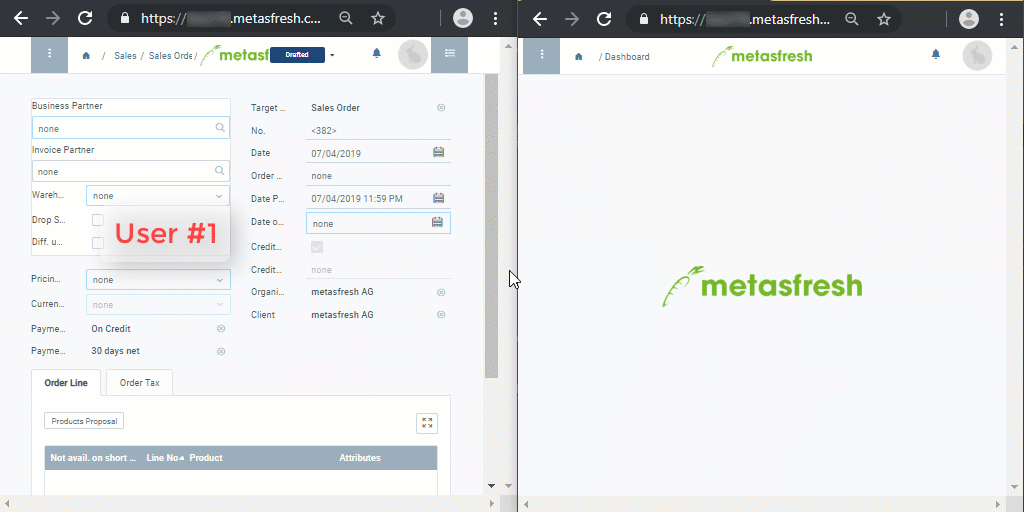 https://.metasfresh.c...
/ Sales / Sales Orde/
metasf
Drafted
Business Partner
none
Invoice Partner
none
Wareh... none
Drop S...
Diff. u...
User #1
Pricin... none
Curren... none
Payme... On Credit
Payme... 30 days net
Target ... Sales Order
No. <382>
Date 07/04/2019
Order ... none
Date P... 07/04/2019 11:59 PM
Date o... none
Credit...
Credit... none
Organi... metasfresh AG
Client metasfresh AG
Order Line Order Tax
Products Proposal
Not avail. on short ... Line No Product Attributes
https://.metasfresh...
/ Dashboard
metasfresh
metasfresh